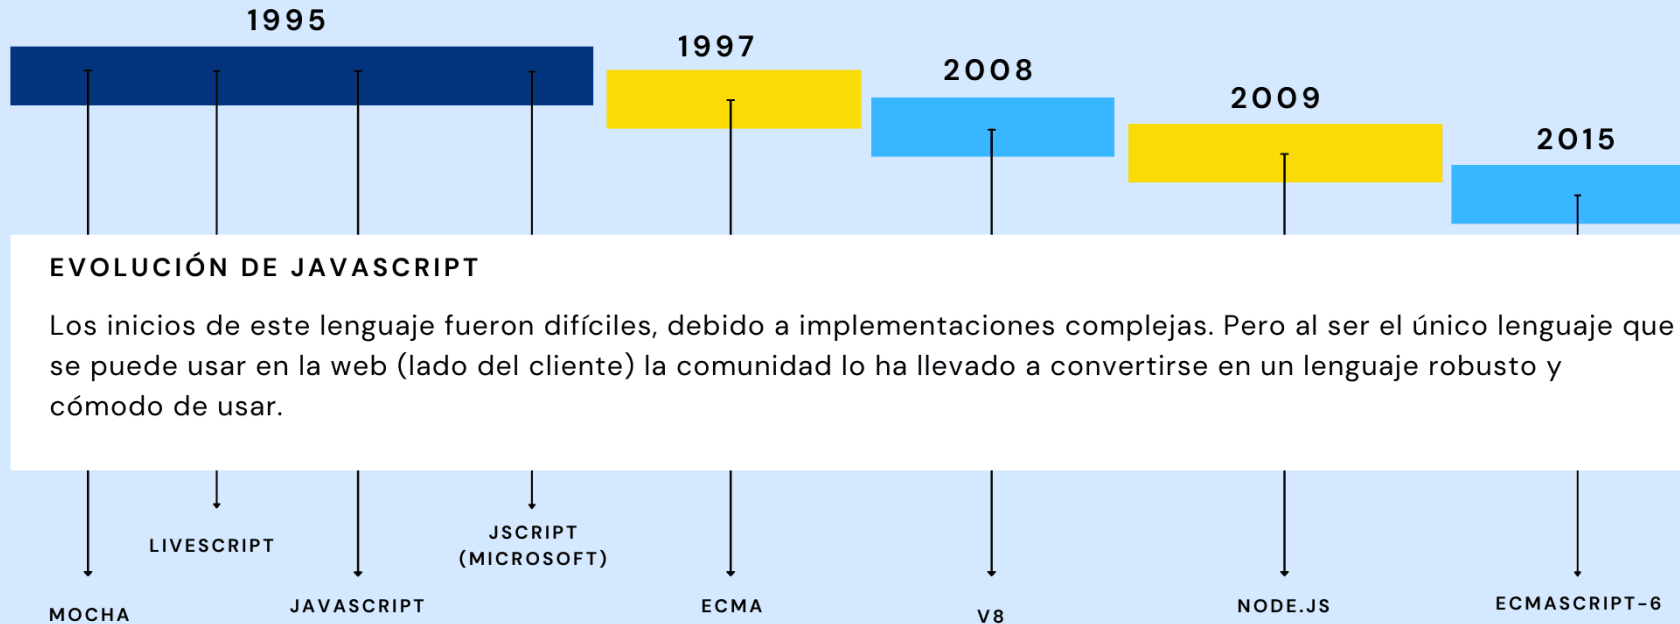 1995
1997
2008
2009
2015
EVOLUCIÓN DE JAVASCRIPT
Los inicios de este lenguaje fueron difíciles, debido a implementaciones complejas. Pero al ser el único lenguaje que
se puede usar en la web (lado del cliente) la comunidad lo ha llevado a convertirse en un lenguaje robusto y
cómodo de usar.
MOCHA
LIVESCRIPT
JAVASCRIPT
JSCRIPT
(MICROSOFT)
ECMA
V8
NODE.JS
ECMASCRIPT-6